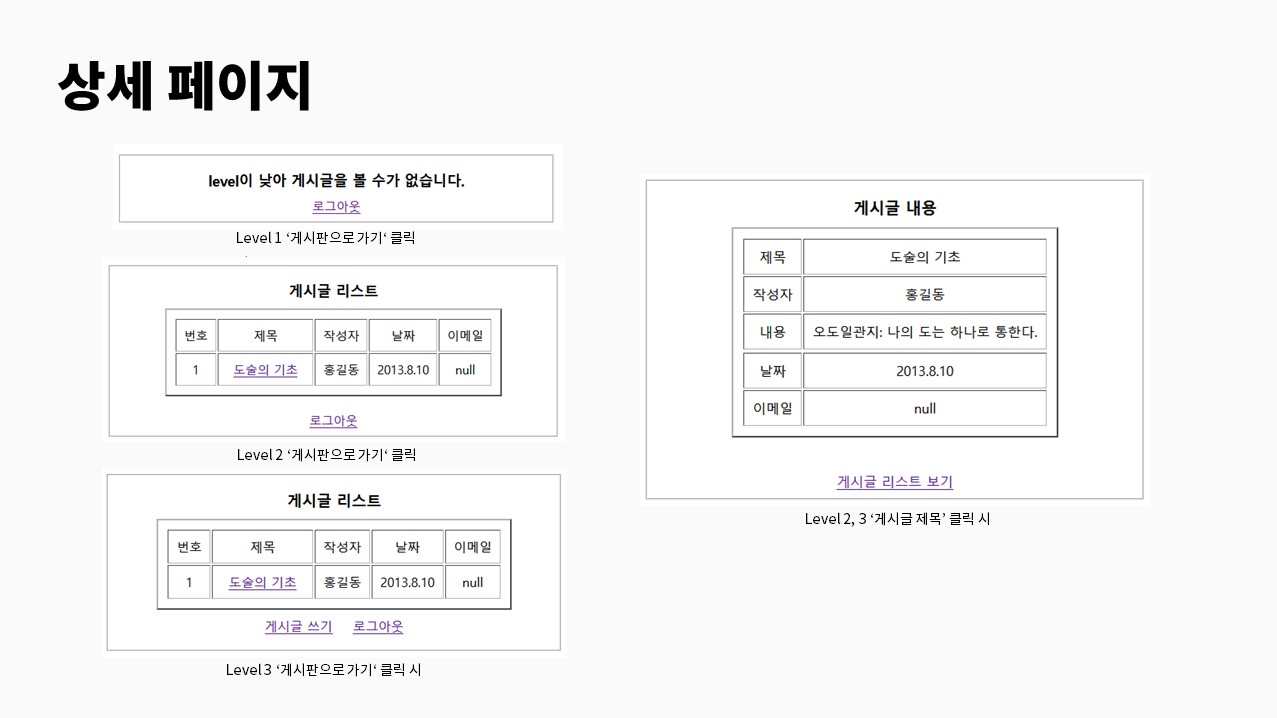 상세 페이지
level이 낮아 게시글을 볼 수가 없습니다.
로그아웃
Level 1 ‘게시판으로 가기‘ 클릭
게시글 리스트
번호 제목 작성자 날짜 이메일
1 도술의 기초 홍길동 2013.8.10 null
로그아웃
Level 2 ‘게시판으로 가기‘ 클릭
게시글 리스트
번호 제목 작성자 날짜 이메일
1 도술의 기초 홍길동 2013.8.10 null
게시글 쓰기 로그아웃
Level 3 ‘게시판으로 가기‘ 클릭 시
게시글 내용
제목 도술의 기초
작성자 홍길동
내용 오도일관지: 나의 도는 하나로 통한다.
날짜 2013.8.10
이메일 null
게시글 리스트 보기
Level 2, 3 ‘게시글 제목’ 클릭 시